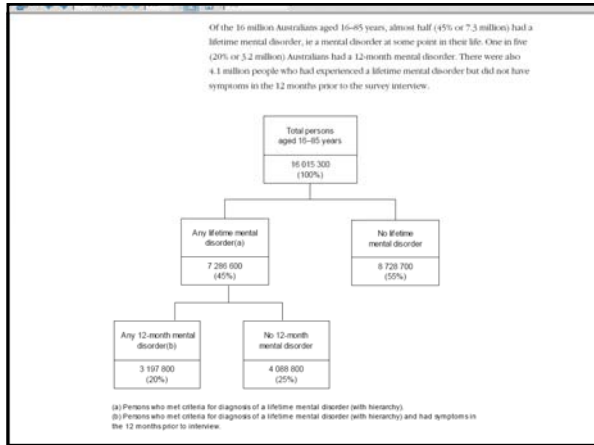 Of the 16 million Australians aged 16–85 years, almost half (45% or 7.3 million) had a
lifetime mental disorder, ie a mental disorder at some point in their life. One in five
(20% or 3.2 million) Australians had a 12-month mental disorder. There were also
4.1 million people who had experienced a lifetime mental disorder but did not have
symptoms in the 12 months prior to the survey interview.
Total persons
aged 16–85 years
16 015 300
(100%)
Any lifetime mental
disorder(a)
7 286 600
(45%)
No lifetime
mental disorder
8 728 700
(55%)
Any 12-month mental
disorder(b)
3 197 800
(20%)
No 12-month
mental disorder
4 088 800
(25%)
(a) Persons who met criteria for diagnosis of a lifetime mental disorder (with hierarchy)
(b) Persons who met criteria for diagnosis of a lifetime mental disorder (with hierarchy) and had symptoms in
the 12 months prior to interview.